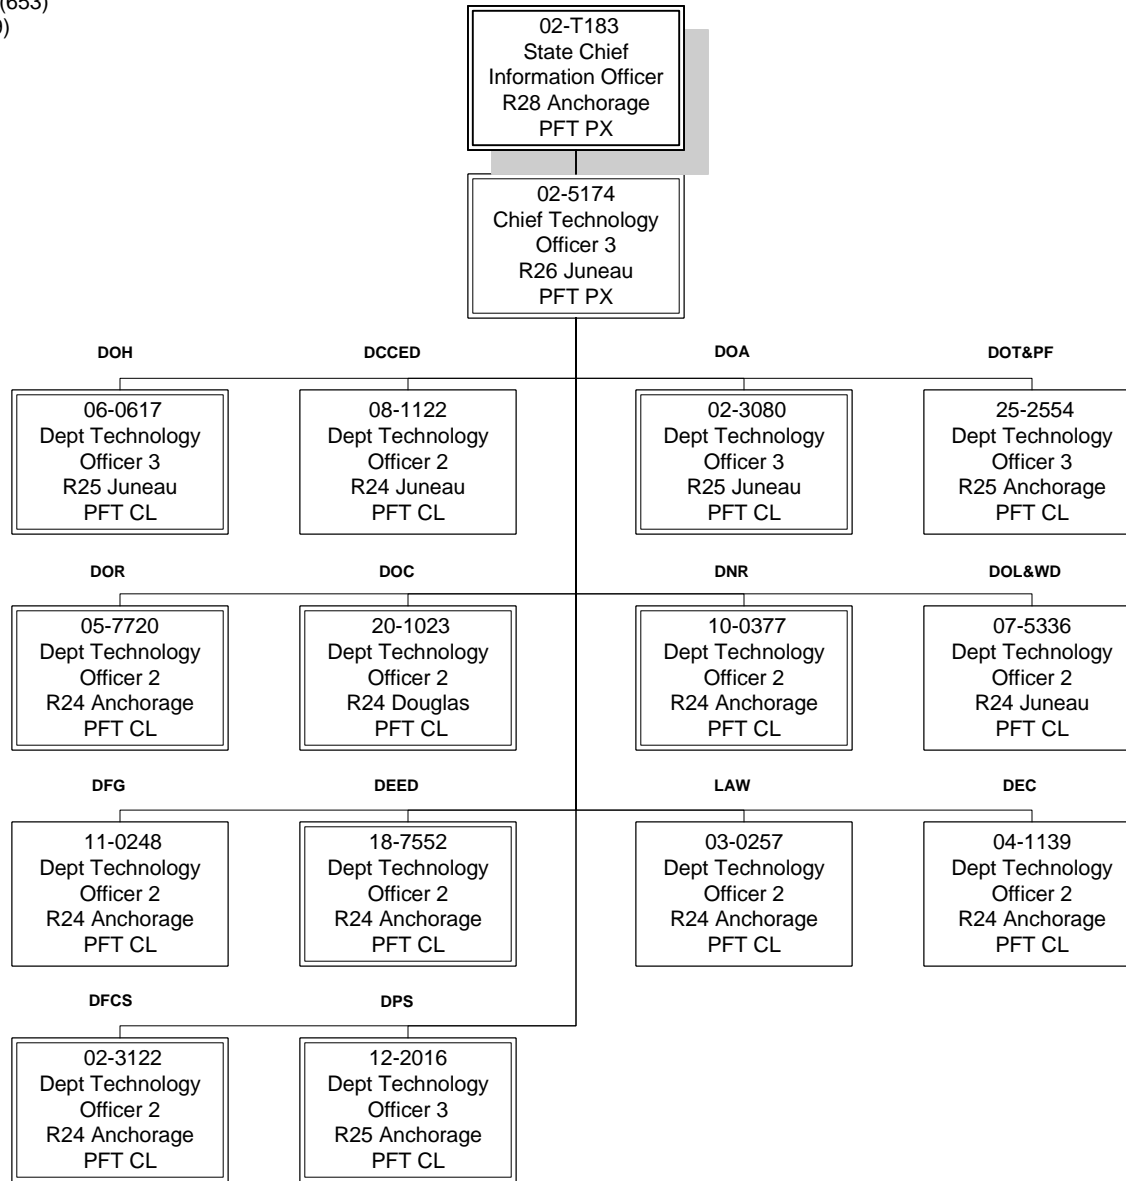 (653)
02-T183
State Chief
Information Officer
R28 Anchorage
PFT PX
02-5174
Chief Technology
Officer 3
R26 Juneau
PFT PX
DOH
DCCED
DOA
DOT&PF
06-0617
Dept Technology
Officer 3
R25 Juneau
PFT CL
08-1122
Dept Technology
Officer 2
R24 Juneau
PFT CL
02-3080
Dept Technology
Officer 3
R25 Juneau
PFT CL
25-2554
Dept Technology
Officer 3
R25 Anchorage
PFT CL
DOR
DOC
DNR
DOL&WD
05-7720
Dept Technology
Officer 2
R24 Anchorage
PFT CL
20-1023
Dept Technology
Officer 2
R24 Douglas
PFT CL
10-0377
Dept Technology
Officer 2
R24 Anchorage
PFT CL
07-5336
Dept Technology
Officer 2
R24 Juneau
PFT CL
DFG
DEED
LAW
DEC
11-0248
Dept Technology
Officer 2
R24 Anchorage
PFT CL
18-7552
Dept Technology
Officer 2
R24 Anchorage
PFT CL
03-0257
Dept Technology
Officer 2
R24 Anchorage
PFT CL
04-1139
Dept Technology
Officer 2
R24 Anchorage
PFT CL
DFCS
DPS
02-3122
Dept Technology
Officer 2
R24 Anchorage
PFT CL
12-2016
Dept Technology
Officer 3
R25 Anchorage
PFT CL